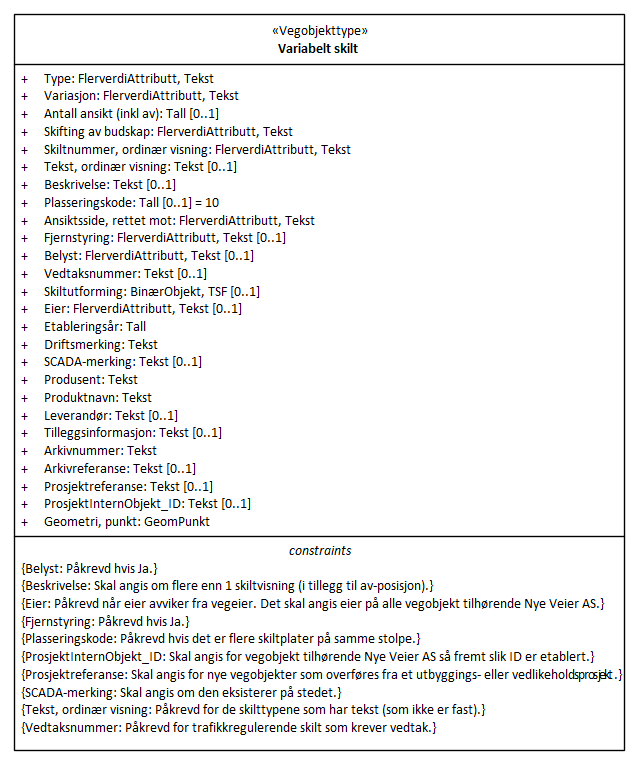 «Vegobjekttype»
Variabelt skilt
+ Type: FlerverdiAttributt, Tekst
+ Variasjon: FlerverdiAttributt, Tekst
+ Antall ansikt (inkl av): Tall [0..1]
+ Skifting av budskap: FlerverdiAttributt, Tekst
+ Skiltnummer, ordinær visning: FlerverdiAttributt, Tekst
+ Tekst, ordinær visning: Tekst [0..1]
+ Beskrivelse: Tekst [0..1]
+ Plasseringskode: Tall [0..1] = 10
+ Ansiktsside, rettet mot: FlerverdiAttributt, Tekst
+ Fjernstyring: FlerverdiAttributt, Tekst [0..1]
+ Belyst: FlerverdiAttributt, Tekst [0..1]
+ Vedtaksnummer: Tekst [0..1]
+ Skiltutforming: BinærObjekt, TSF [0..1]
+ Eier: FlerverdiAttributt, Tekst [0..1]
+ Etableringsår: Tall
+ Driftsmerking: Tekst
+ SCADA-merking: Tekst [0..1]
+ Produsent: Tekst
+ Produktnavn: Tekst
+ Leverandør: Tekst [0..1]
+ Tilleggsinformasjon: Tekst [0..1]
+ Arkivnummer: Tekst
+ Arkivreferanse: Tekst [0..1]
+ Prosjektreferanse: Tekst [0..1]
+ ProsjektInternObjekt_ID: Tekst [0..1]
+ Geometri, punkt: GeomPunkt
constraints
{Belyst: Påkrevd hvis Ja.}
{Beskrivelse: Skal angis om flere enn 1 skiltvisning (i tillegg til av-posisjon).}
{Eier: Påkrevd når eier avviker fra vegeier. Det skal angis eier på alle vegobjekt tilhørende Nye Veier AS.}
{Fjernstyring: Påkrevd hvis Ja.}
{Plasseringskode: Påkrevd hvis det er flere skiltplater på samme stolpe.}
{ProsjektInternObjekt_ID: Skal angis for vegobjekt tilhørende Nye Veier AS så fremt slik ID er etablert.}
{Prosjektreferanse: Skal angis for nye vegobjekter som overføres fra et utbyggings- eller vedlikeholdsprosjekt.}
{SCADA-merking: Skal angis om den eksisterer på stedet.}
{Tekst, ordinær visning: Påkrevd for de skilttypene som har tekst (som ikke er fast).}
{Vedtaksnummer: Påkrevd for trafikkregulerende skilt som krever vedtak.}